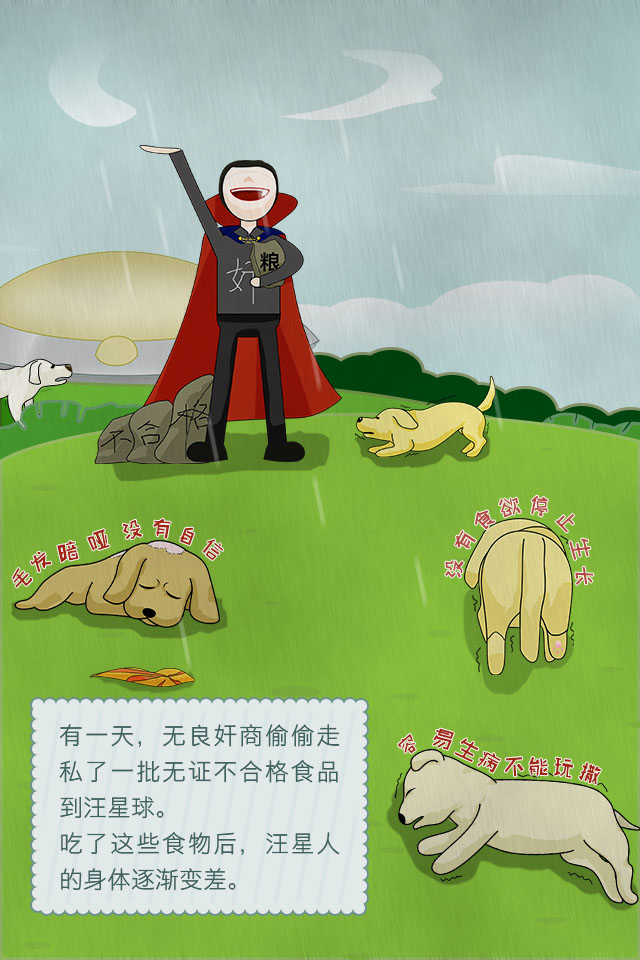 粮
奸
不合格
毛发暗哑没有自信
没有食欲停止生长
易生病不能玩撒
有一天，无良奸商偷偷走
私了一批无证不合格食品
到汪星球。
吃了这些食物后，汪星人
的身体逐渐变差。